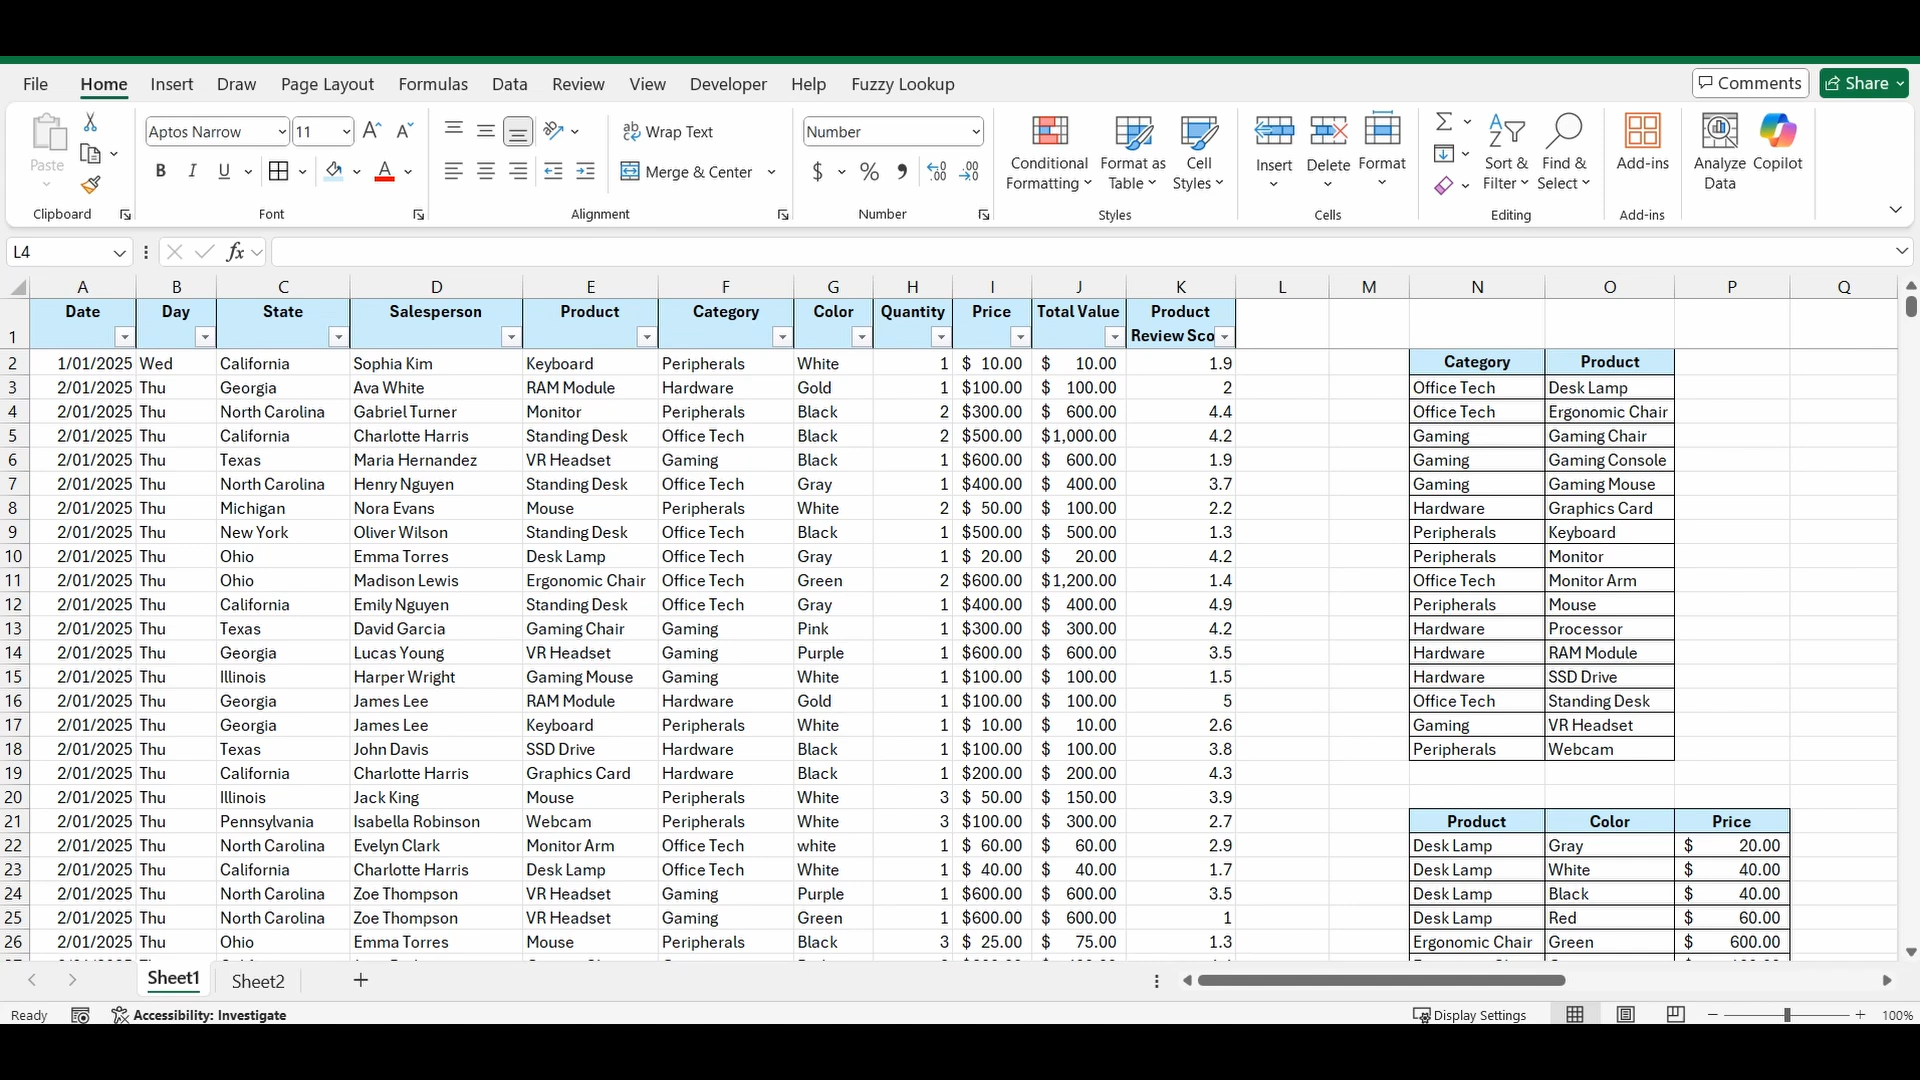 File Home Insert Draw Page Layout Formulas Data Review View Developer Help Fuzzy Lookup Comments Share
Paste
Clipboard
Aptos Narrow 11
B I U A
Font
Wrap Text
Merge & Center
Alignment
Number
$ % ,
Number
Conditional Formatting
Format as Table
Cell Styles
Styles
Insert Delete Format
Cells
Sort & Filter
Find & Select
Editing
Add-ins
Add-ins
Analyze Data
Copilot
L4 fx
A B C D E F G H I J K L M N O P Q
1 Date Day State Salesperson Product Category Color Quantity Price Total Value Product
Review Sco
2 1/01/2025 Wed California Sophia Kim Keyboard Peripherals White 1 $ 10.00 $ 10.00 1.9 Category Product
3 2/01/2025 Thu Georgia Ava White RAM Module Hardware Gold 1 $100.00 $ 100.00 2 Office Tech Desk Lamp
4 2/01/2025 Thu North Carolina Gabriel Turner Monitor Peripherals Black 2 $300.00 $ 600.00 4.4 Office Tech Ergonomic Chair
5 2/01/2025 Thu California Charlotte Harris Standing Desk Office Tech Black 2 $500.00 $1,000.00 4.2 Gaming Gaming Chair
6 2/01/2025 Thu Texas Maria Hernandez VR Headset Gaming Black 1 $600.00 $ 600.00 1.9 Gaming Gaming Console
7 2/01/2025 Thu North Carolina Henry Nguyen Standing Desk Office Tech Gray 1 $400.00 $ 400.00 3.7 Gaming Gaming Mouse
8 2/01/2025 Thu Michigan Nora Evans Mouse Peripherals White 2 $ 50.00 $ 100.00 2.2 Hardware Graphics Card
9 2/01/2025 Thu New York Oliver Wilson Standing Desk Office Tech Black 1 $500.00 $ 500.00 1.3 Peripherals Keyboard
10 2/01/2025 Thu Ohio Emma Torres Desk Lamp Office Tech Gray 1 $ 20.00 $ 20.00 4.2 Peripherals Monitor
11 2/01/2025 Thu Ohio Madison Lewis Ergonomic Chair Office Tech Green 2 $600.00 $1,200.00 1.4 Office Tech Monitor Arm
12 2/01/2025 Thu California Emily Nguyen Standing Desk Office Tech Gray 1 $400.00 $ 400.00 4.9 Peripherals Mouse
13 2/01/2025 Thu Texas David Garcia Gaming Chair Gaming Pink 1 $300.00 $ 300.00 4.2 Hardware Processor
14 2/01/2025 Thu Georgia Lucas Young VR Headset Gaming Purple 1 $600.00 $ 600.00 3.5 Hardware RAM Module
15 2/01/2025 Thu Illinois Harper Wright Gaming Mouse Gaming White 1 $100.00 $ 100.00 1.5 Hardware SSD Drive
16 2/01/2025 Thu Georgia James Lee RAM Module Hardware Gold 1 $100.00 $ 100.00 5 Office Tech Standing Desk
17 2/01/2025 Thu Georgia James Lee Keyboard Peripherals White 1 $ 10.00 $ 10.00 2.6 Gaming VR Headset
18 2/01/2025 Thu Texas John Davis SSD Drive Hardware Black 1 $100.00 $ 100.00 3.8 Peripherals Webcam
19 2/01/2025 Thu California Charlotte Harris Graphics Card Hardware Black 1 $200.00 $ 200.00 4.3
20 2/01/2025 Thu Illinois Jack King Mouse Peripherals White 3 $ 50.00 $ 150.00 3.9
21 2/01/2025 Thu Pennsylvania Isabella Robinson Webcam Peripherals White 3 $100.00 $ 300.00 2.7 Product Color Price
22 2/01/2025 Thu North Carolina Evelyn Clark Monitor Arm Office Tech white 1 $ 60.00 $ 60.00 2.9 Desk Lamp Gray $ 20.00
23 2/01/2025 Thu California Charlotte Harris Desk Lamp Office Tech White 1 $ 40.00 $ 40.00 1.7 Desk Lamp White $ 40.00
24 2/01/2025 Thu North Carolina Zoe Thompson VR Headset Gaming Purple 1 $600.00 $ 600.00 3.5 Desk Lamp Black $ 40.00
25 2/01/2025 Thu North Carolina Zoe Thompson VR Headset Gaming Green 1 $600.00 $ 600.00 1 Desk Lamp Red $ 60.00
26 2/01/2025 Thu Ohio Emma Torres Mouse Peripherals Black 3 $ 25.00 $ 75.00 1.3 Ergonomic Chair Green $ 600.00
Sheet1 Sheet2
Ready Accessibility: Investigate Display Settings 100%